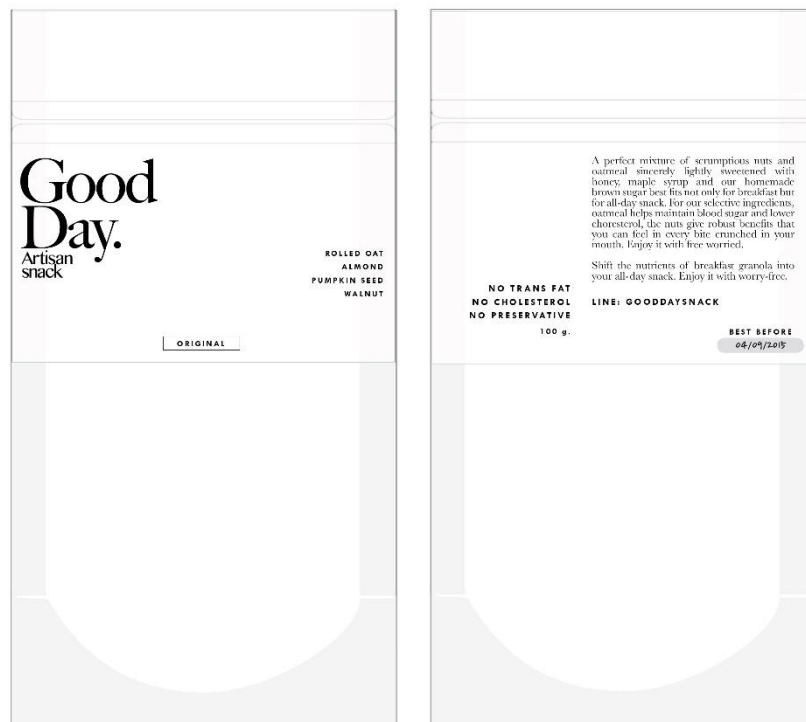 Good
Day.
Artisan
snack
ROLLED OAT
ALMOND
PUMPKIN SEED
WALNUT
ORIGINAL
A perfect mixture of scrumptious nuts and
oatmeal sincerely lightly sweetened with
honey, maple syrup and our homemade
brown sugar best fits not only for breakfast but
for all-day snack. For our selective ingredients,
oatmeal helps maintain blood sugar and lower
choresterol, the nuts give robust benefits that
you can feel in every bite crunched in your
mouth. Enjoy it with free worried.
Shift the nutrients of breakfast granola into
your all-day snack. Enjoy it with worry-free.
NO TRANS FAT
NO CHOLESTEROL
NO PRESERVATIVE
100 g.
LINE: GOODDAYSNACK
BEST BEFORE
04/09/2015